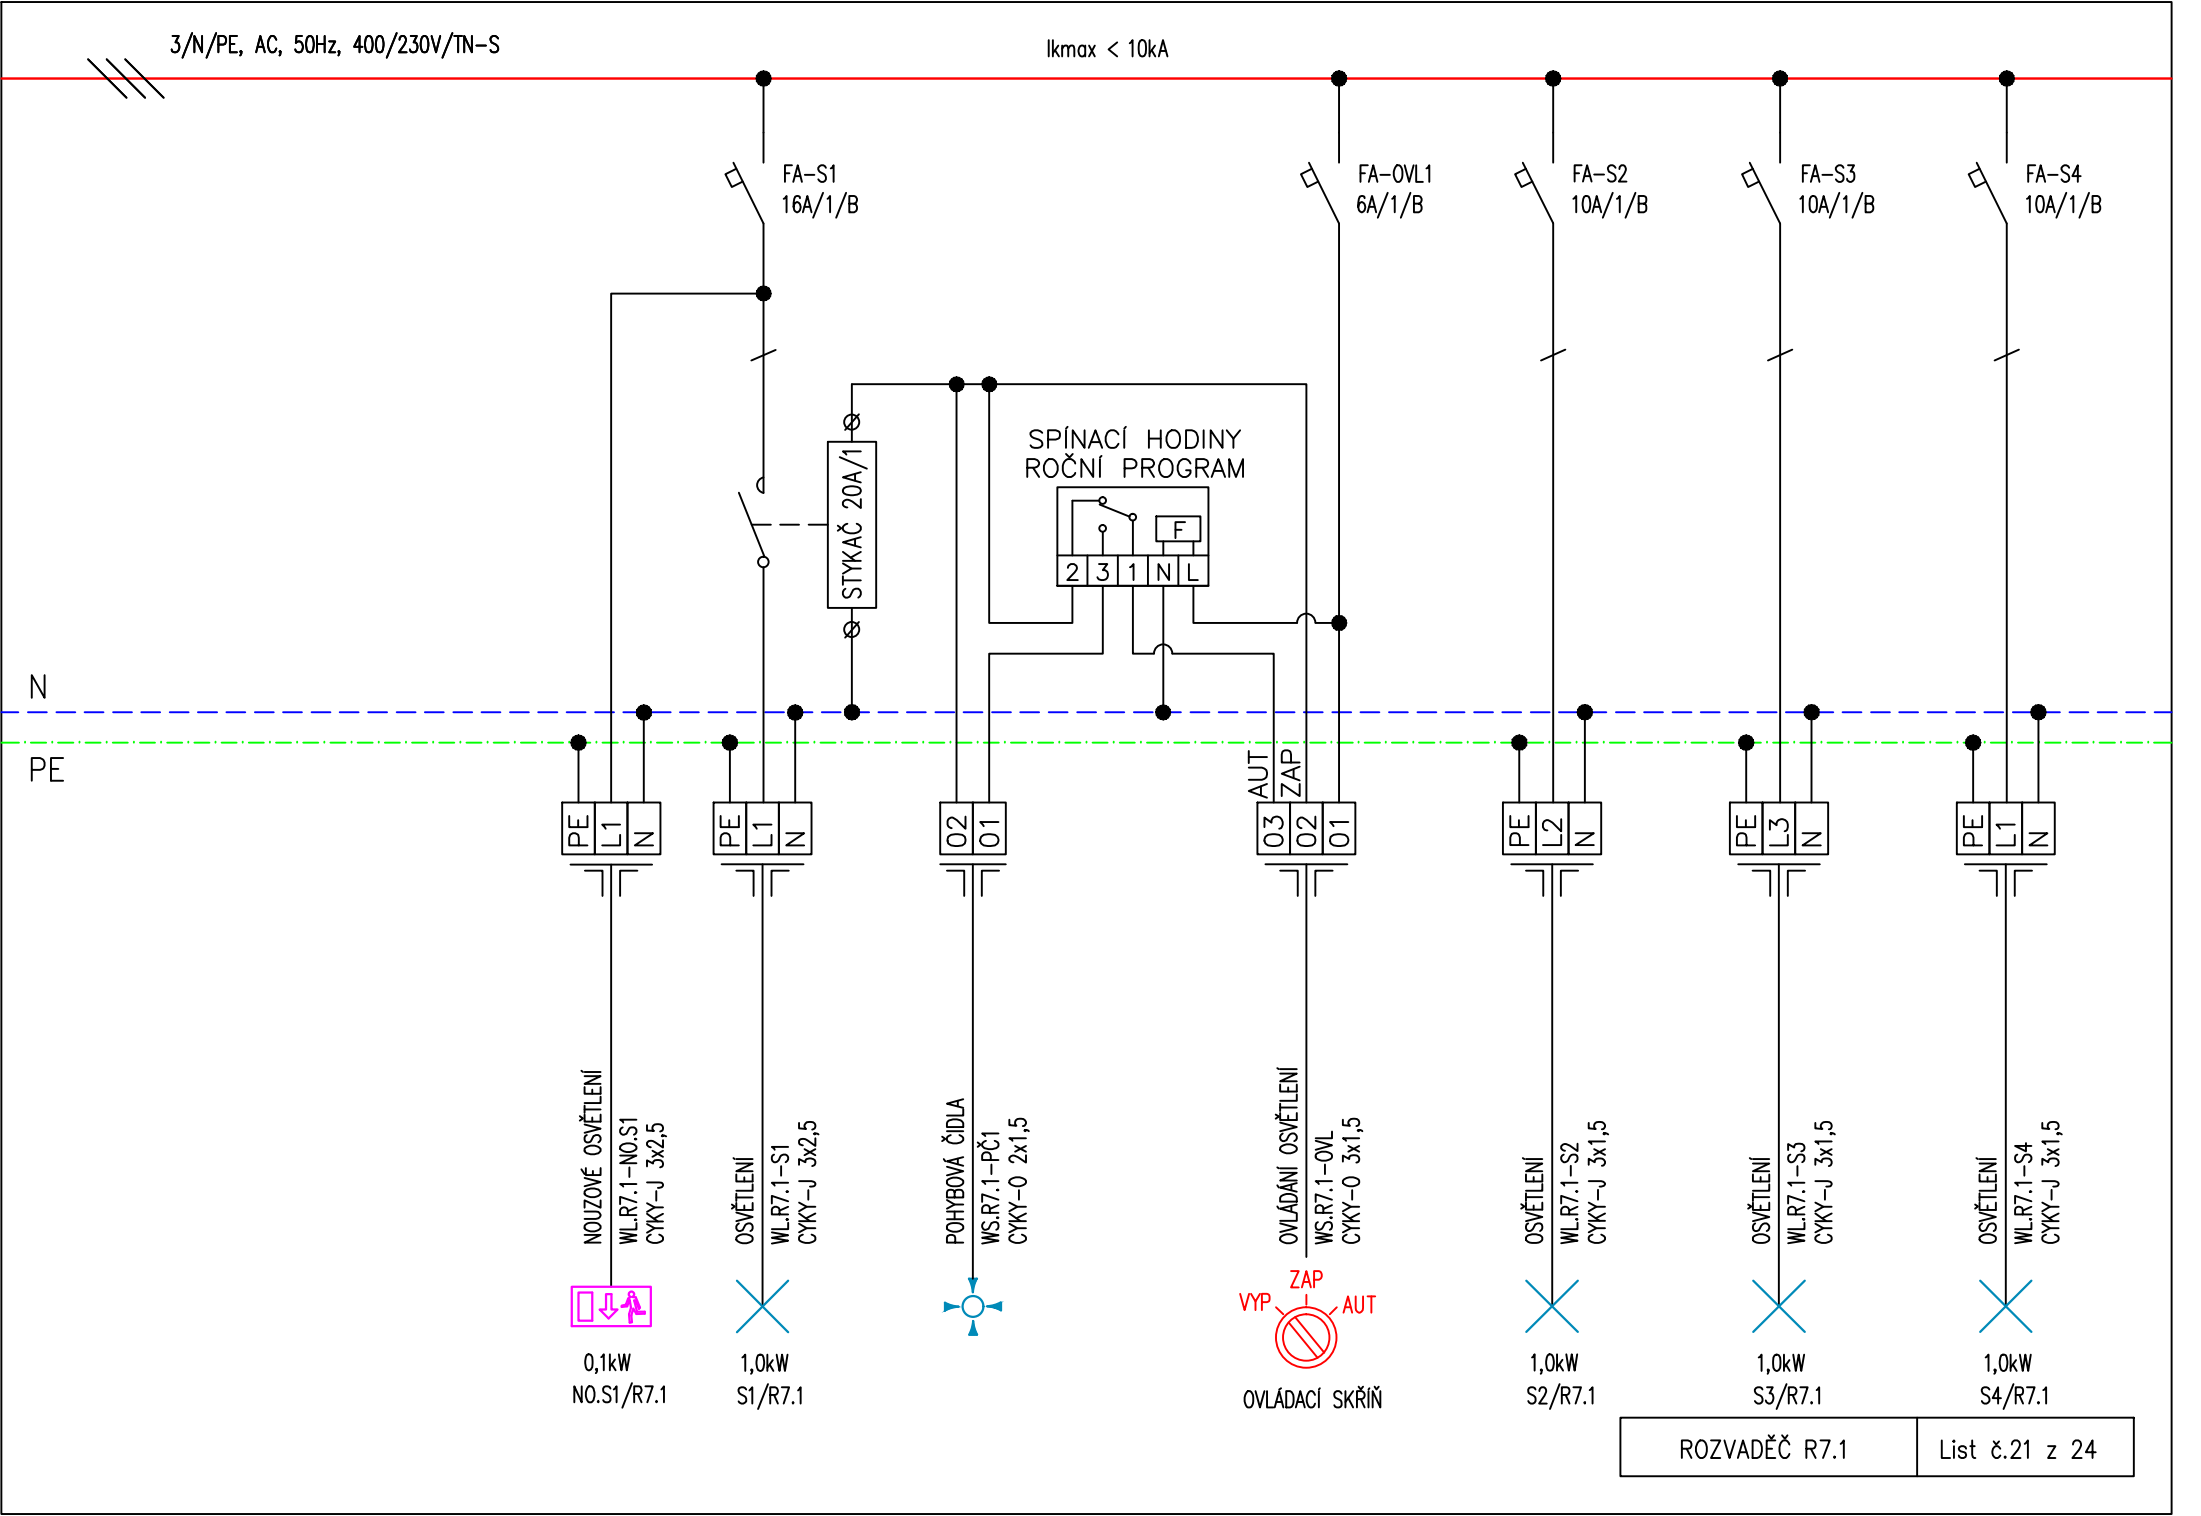 3/N/PE, AC, 50Hz, 400/230V/TN-S
Ikmax < 10kA
FA-S1
16A/1/B
FA-OVL1
6A/1/B
FA-S2
10A/1/B
FA-S3
10A/1/B
FA-S4
10A/1/B
SPÍNACÍ HODINY
ROČNÍ PROGRAM
STYKAČ 20A/1
F
2 3 1 N L
N
PE
AUT
ZAP
PE L1 N
PE L1 N
02 01
03 02 01
PE L2 N
PE L3 N
PE L1 N
NOUZOVÉ OSVĚTLENÍ
WL.R7.1-NO.S1
CYKY-J 3x2,5
OSVĚTLENÍ
WL.R7.1-S1
CYKY-J 3x2,5
POHYBOVÁ ČIDLA
WS.R7.1-PČ1
CYKY-O 2x1,5
OVLÁDÁNÍ OSVĚTLENÍ
WS.R7.1-OVL
CYKY-O 3x1,5
OSVĚTLENÍ
WL.R7.1-S2
CYKY-J 3x1,5
OSVĚTLENÍ
WL.R7.1-S3
CYKY-J 3x1,5
OSVĚTLENÍ
WL.R7.1-S4
CYKY-J 3x1,5
VYP
ZAP
AUT
0,1kW
NO.S1/R7.1
1,0kW
S1/R7.1
OVLÁDACÍ SKŘÍŇ
1,0kW
S2/R7.1
1,0kW
S3/R7.1
1,0kW
S4/R7.1
ROZVADĚČ R7.1
List č.21 z 24